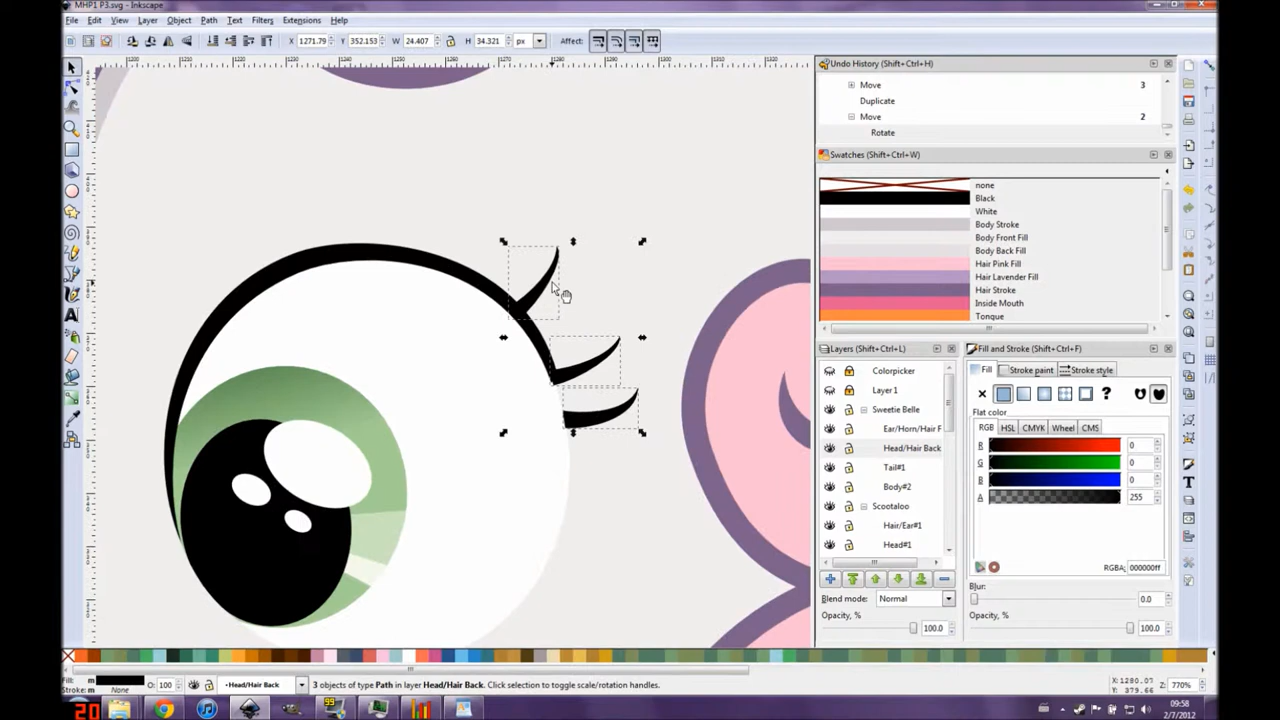 MHP1 P3.svg - Inkscape
File Edit View Layer Object Path Text Filters Extensions Help
X 1271.79 Y 352.153 W 24.407 H 34.321 px Affect:
Undo History (Shift+Ctrl+H)
Move 3
Duplicate
Move 2
Rotate
Swatches (Shift+Ctrl+W)
none
Black
White
Body Stroke
Body Front Fill
Body Back Fill
Hair Pink Fill
Hair Lavender Fill
Hair Stroke
Inside Mouth
Tongue
Layers (Shift+Ctrl+L)
Colorpicker
Layer 1
Sweetie Belle
Ear/Horn/Hair F
Head/Hair Back
Tail#1
Body#2
Scootaloo
Hair/Ear#1
Head#1
Blend mode: Normal
Opacity, %
100.0
Fill and Stroke (Shift+Ctrl+F)
Fill Stroke paint Stroke style
?
Flat color
RGB HSL CMYK Wheel CMS
R 0
G 0
B 0
A 255
RGBA: 000000ff
Blur:
0.0
Opacity, %
100.0
Fill: m
Stroke: m None
O: 100
Head/Hair Back
3 objects of type Path in layer Head/Hair Back. Click selection to toggle scale/rotation handles.
X: 1280.07
Y: 379.66
Z: 770%
20
99
09:58
2/7/2012